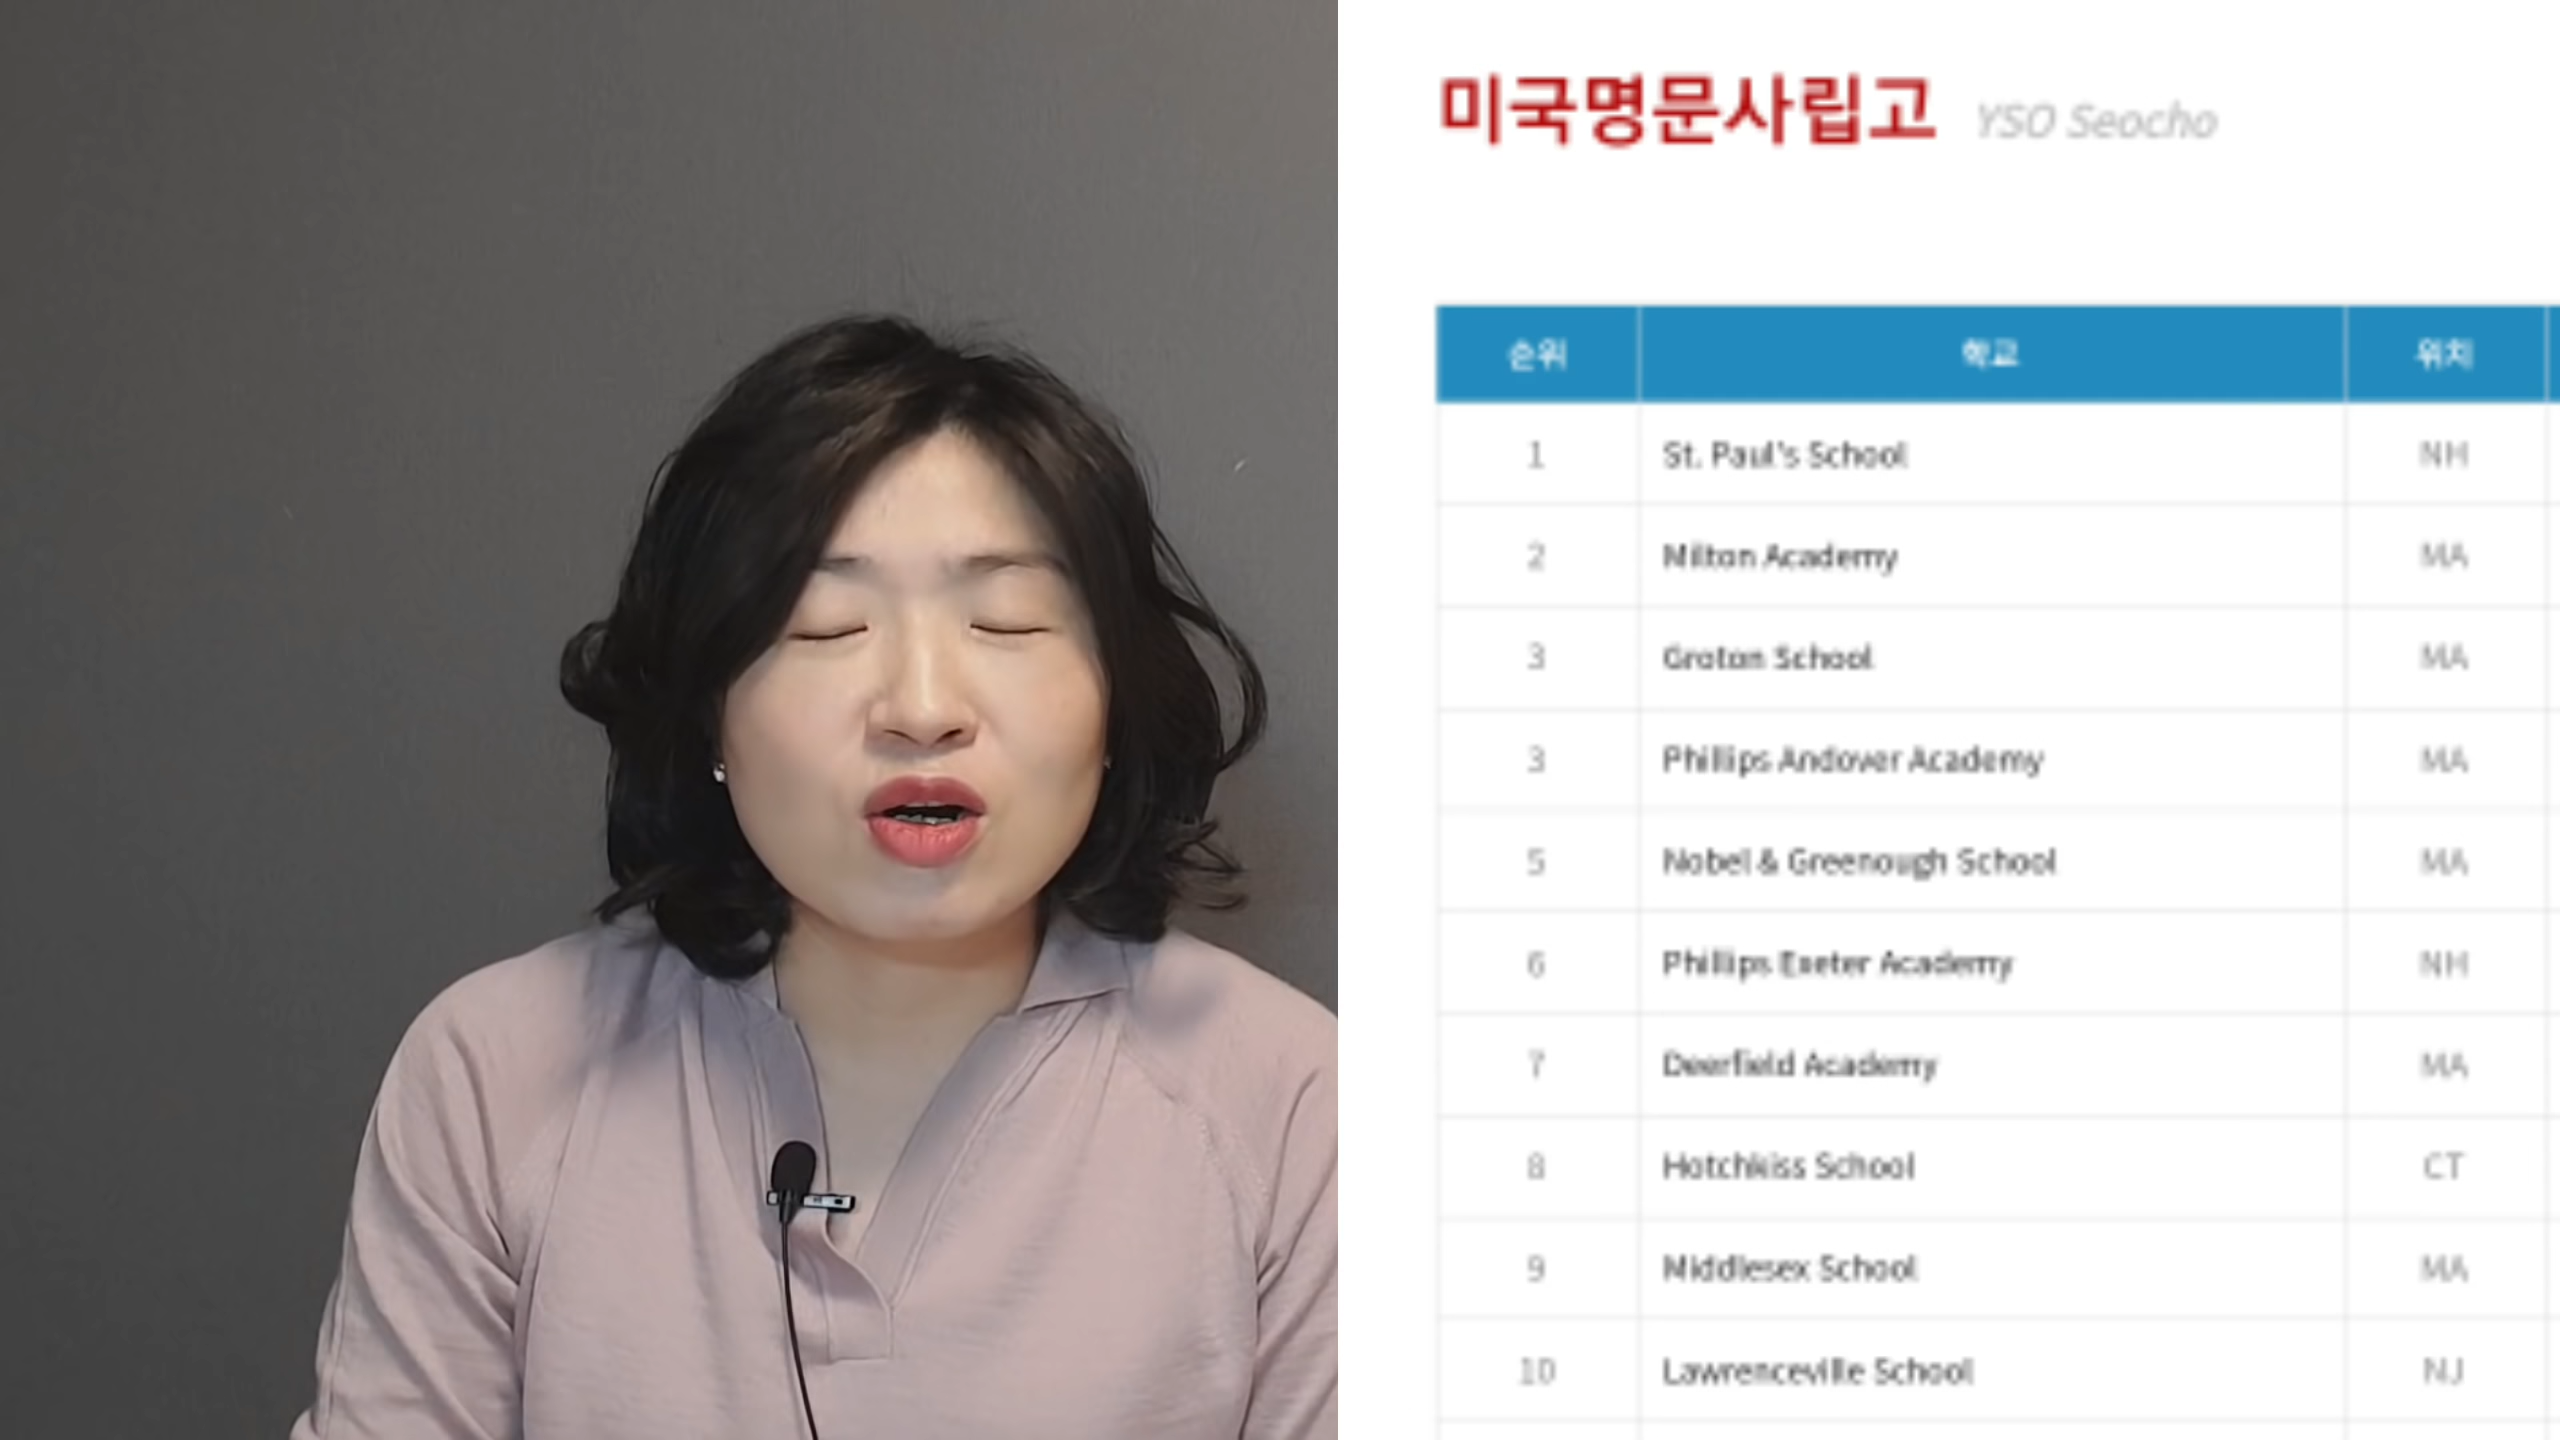 미국명문사립고 YSO Seocho
순위 학교 위치
1 St. Paul's School NH
2 Milton Academy MA
3 Groton School MA
3 Phillips Andover Academy MA
5 Nobel & Greenough School MA
6 Phillips Exeter Academy NH
7 Deerfield Academy MA
8 Hotchkiss School CT
9 Middlesex School MA
10 Lawrenceville School NJ